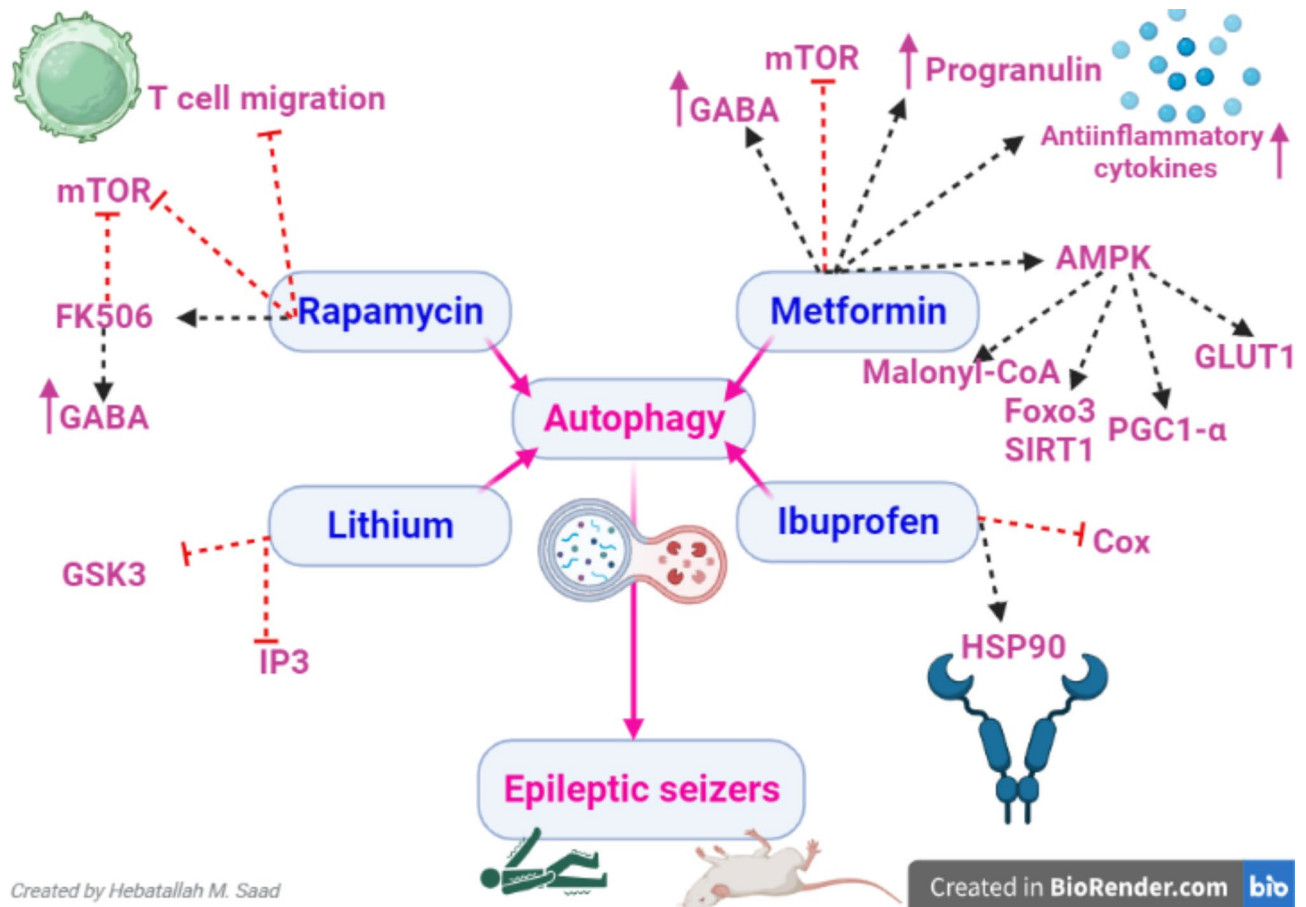 T cell migration
mTOR
FK506
GABA
Rapamycin
mTOR
GABA
Progranulin
Antiinflammatory
cytokines
AMPK
Metformin
GLUT1
Malonyl-CoA
Foxo3
SIRT1
PGC1-α
Autophagy
Lithium
GSK3
IP3
Ibuprofen
Cox
HSP90
Epileptic seizers
Created by Hebatallah M. Saad
Created in BioRender.com bio